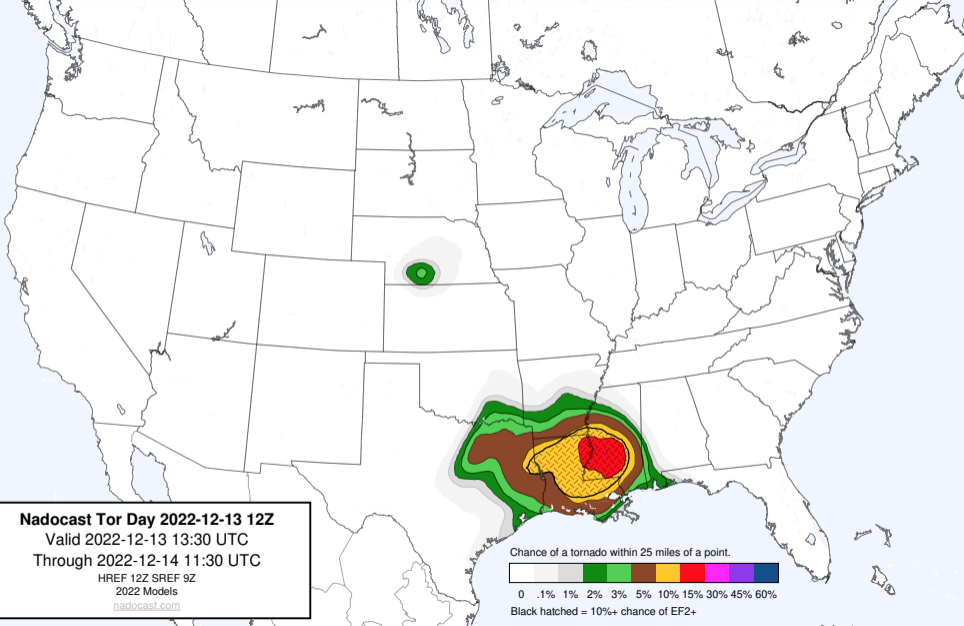 Nadocast Tor Day 2022-12-13 12Z
Valid 2022-12-13 13:30 UTC
Through 2022-12-14 11:30 UTC
HREF 12Z SREF 9Z
2022 Models
nadocast.com
Chance of a tornado within 25 miles of a point.
0 .1% 1% 2% 3% 5% 10% 15% 30% 45% 60%
Black hatched = 10%+ chance of EF2+